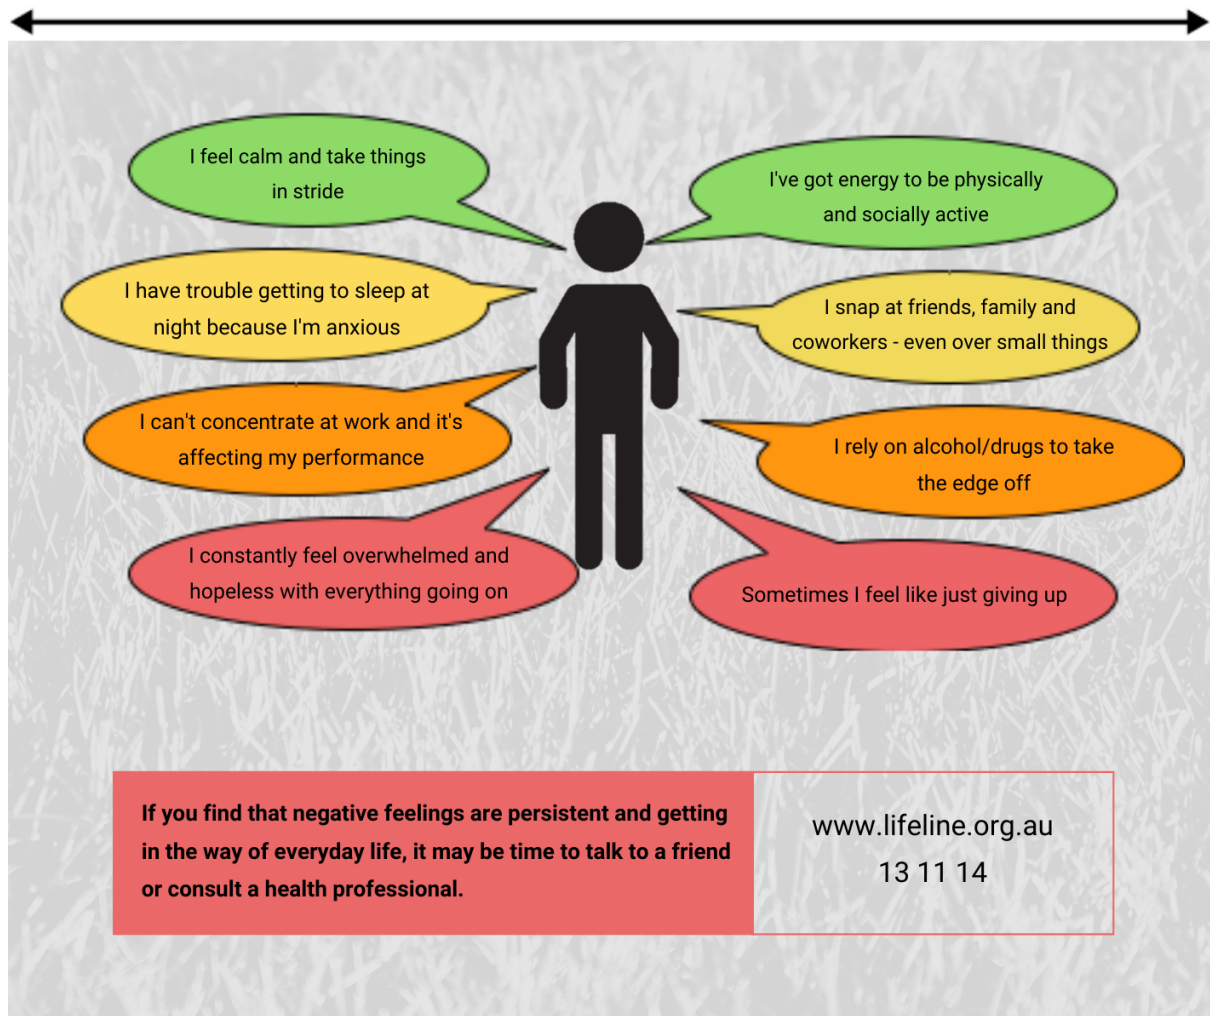 I feel calm and take things
in stride
I've got energy to be physically
and socially active
I have trouble getting to sleep at
night because I'm anxious
I snap at friends, family and
coworkers - even over small things
I can't concentrate at work and it's
affecting my performance
I rely on alcohol/drugs to take
the edge off
I constantly feel overwhelmed and
hopeless with everything going on
Sometimes I feel like just giving up
If you find that negative feelings are persistent and getting
in the way of everyday life, it may be time to talk to a friend
or consult a health professional.
www.lifeline.org.au
13 11 14